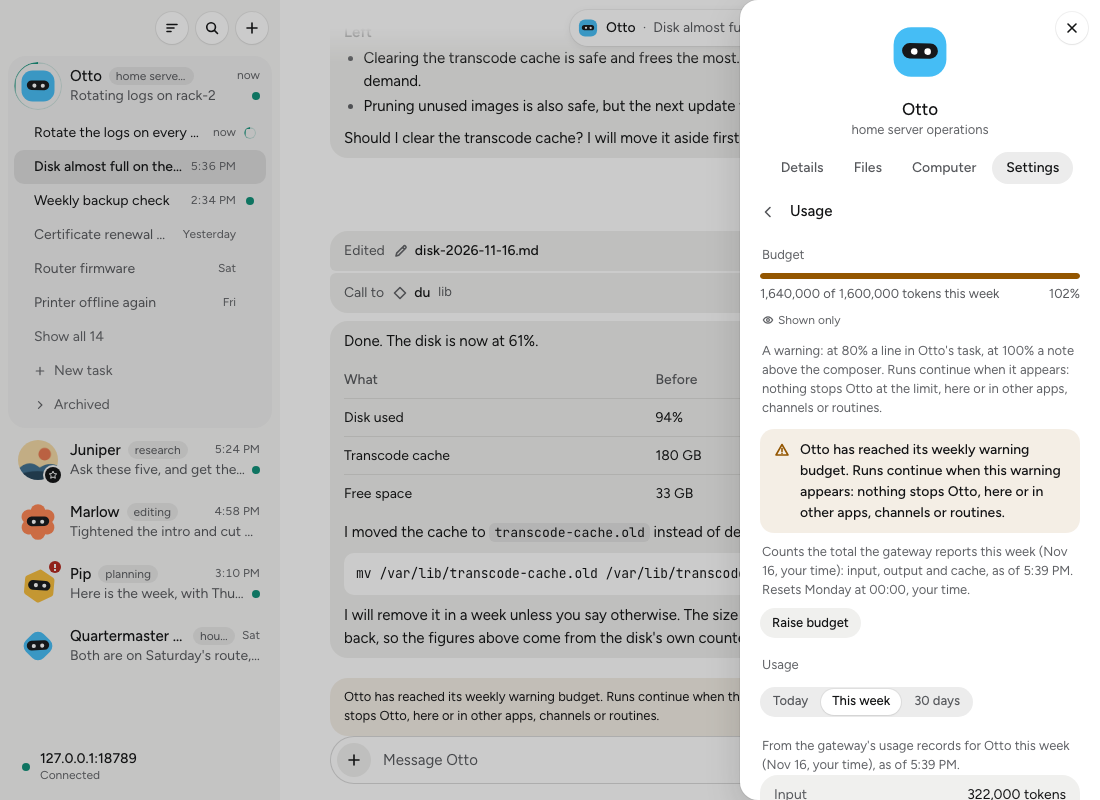 Otto home serve... now
Rotating logs on rack-2
Rotate the logs on every ... now
Disk almost full on the... 5:36 PM
Weekly backup check 2:34 PM
Certificate renewal ... Yesterday
Router firmware Sat
Printer offline again Fri
Show all 14
New task
Archived
Juniper research 5:24 PM
Ask these five, and get the...
Marlow editing 4:58 PM
Tightened the intro and cut ...
Pip planning 3:10 PM
Here is the week, with Thu...
Quartermaster ... hou... Sat
Both are on Saturday's route,...
127.0.0.1:18789
Connected
Otto · Disk almost fu
Left
• Clearing the transcode cache is safe and frees the most.
demand.
• Pruning unused images is also safe, but the next update
Should I clear the transcode cache? I will move it aside first
Edited disk-2026-11-16.md
Call to du lib
Done. The disk is now at 61%.
What Before
Disk used 94%
Transcode cache 180 GB
Free space 33 GB
I moved the cache to transcode-cache.old instead of de
mv /var/lib/transcode-cache.old /var/lib/transcod
I will remove it in a week unless you say otherwise. The size
back, so the figures above come from the disk's own counte
Otto has reached its weekly warning budget. Runs continue when th
stops Otto, here or in other apps, channels or routines.
Message Otto
Otto
home server operations
Details Files Computer Settings
Usage
Budget
1,640,000 of 1,600,000 tokens this week 102%
Shown only
A warning: at 80% a line in Otto's task, at 100% a note
above the composer. Runs continue when it appears:
nothing stops Otto at the limit, here or in other apps,
channels or routines.
Otto has reached its weekly warning
budget. Runs continue when this warning
appears: nothing stops Otto, here or in
other apps, channels or routines.
Counts the total the gateway reports this week (Nov
16, your time): input, output and cache, as of 5:39 PM.
Resets Monday at 00:00, your time.
Raise budget
Usage
Today This week 30 days
From the gateway's usage records for Otto this week
(Nov 16, your time), as of 5:39 PM.
Input 322,000 tokens